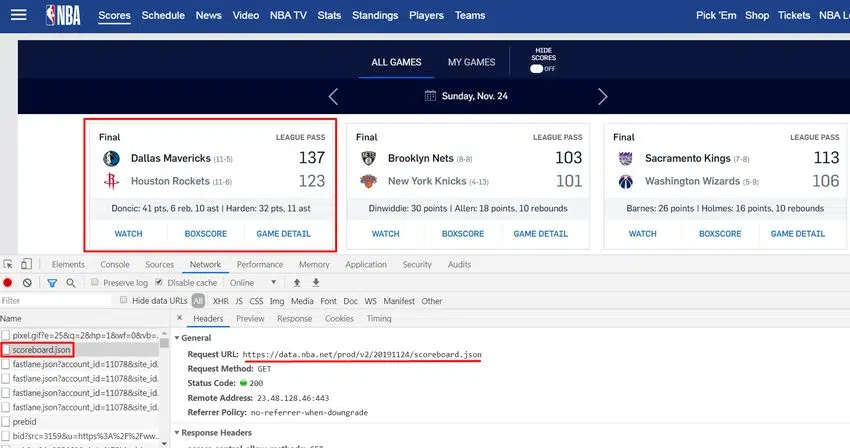 NBA Scores Schedule News Video NBA TV Stats Standings Players Teams Pick 'Em Shop Tickets NBA L
ALL GAMES MY GAMES HIDE SCORES OFF
Sunday, Nov. 24
Final LEAGUE PASS
Dallas Mavericks (11-5) 137
Houston Rockets (11-6) 123
Doncic: 41 pts, 6 reb, 10 ast | Harden: 32 pts, 11 ast
WATCH BOXSCORE GAME DETAIL
Final LEAGUE PASS
Brooklyn Nets (8-8) 103
New York Knicks (4-13) 101
Dinwiddie: 30 points | Allen: 18 points, 10 rebounds
WATCH BOXSCORE GAME DETAIL
Final LEAGUE PASS
Sacramento Kings (7-8) 113
Washington Wizards (5-9) 106
Barnes: 26 points | Holmes: 16 points, 10 rebounds
WATCH BOXSCORE GAME DETAIL
Elements Console Sources Network Performance Memory Application Security Audits
Preserve log Disable cache Online
Filter Hide data URLs All XHR JS CSS Img Media Font Doc WS Manifest Other
Name
pixel.gif?e=25&q=2&hp=1&wf=0&vb=...
scoreboard.json
fastlane.json?account_id=11078&site_id...
fastlane.json?account_id=11078&site_id...
fastlane.json?account_id=11078&site_id...
fastlane.json?account_id=11078&site_id...
prebid
bid?src=3159&u=https%3A%2F%2Fww...
Headers Preview Response Cookies Timing
General
Request URL: https://data.nba.net/prod/v2/20191124/scoreboard.json
Request Method: GET
Status Code: 200
Remote Address: 23.48.128.46:443
Referrer Policy: no-referrer-when-downgrade
Response Headers